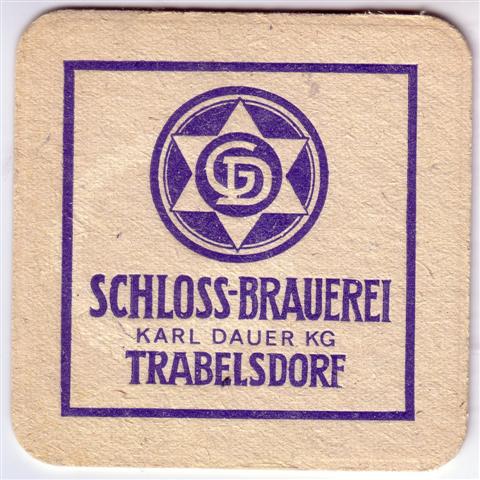 SCHLOSS-BRAUEREI
KARL DAUER KG
TRABELSDORF